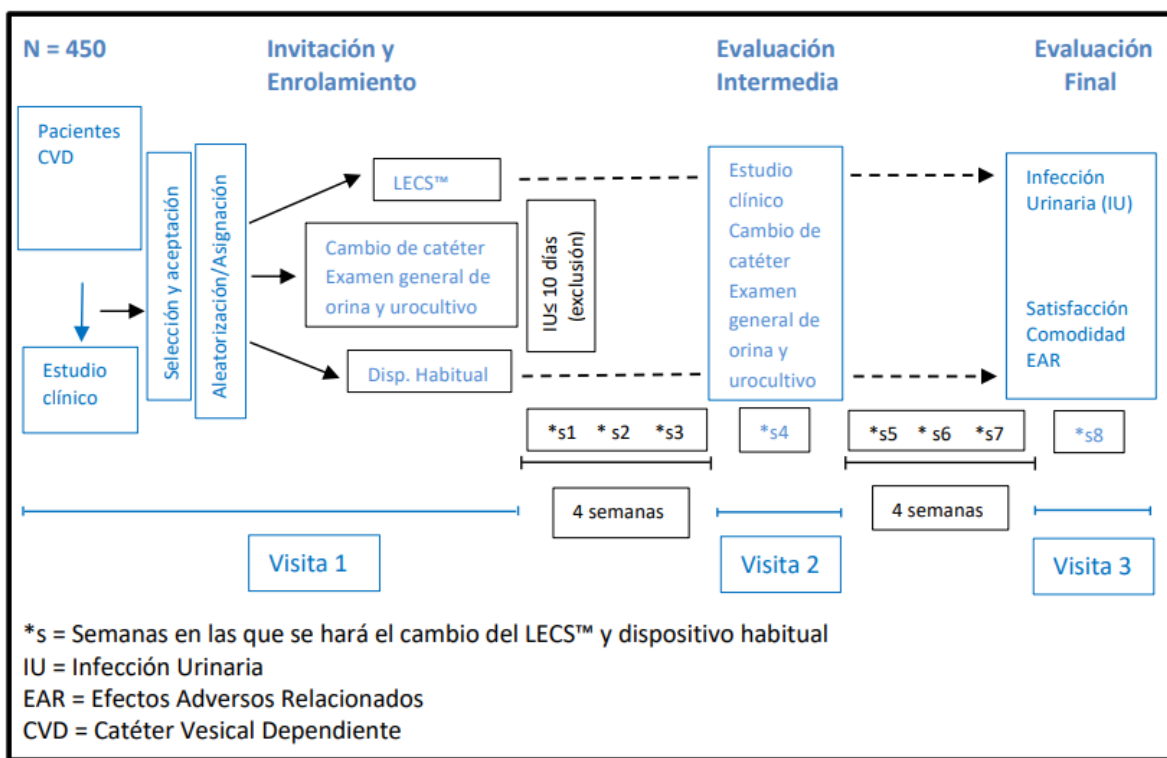 N = 450
Invitación y
Enrolamiento
Evaluación
Intermedia
Evaluación
Final
Pacientes
CVD
Estudio
clínico
Selección y aceptación
Aleatorización/Asignación
LECS™
Cambio de catéter
Examen general de
orina y urocultivo
Disp. Habitual
IU≤ 10 días
(exclusión)
Estudio
clínico
Cambio de
catéter
Examen
general de
orina y
urocultivo
Infección
Urinaria (IU)
Satisfacción
Comodidad
EAR
*s1 * s2 *s3
*s4
*s5 * s6 *s7
*s8
4 semanas
4 semanas
Visita 1
Visita 2
Visita 3
*s = Semanas en las que se hará el cambio del LECS™ y dispositivo habitual
IU = Infección Urinaria
EAR = Efectos Adversos Relacionados
CVD = Catéter Vesical Dependiente